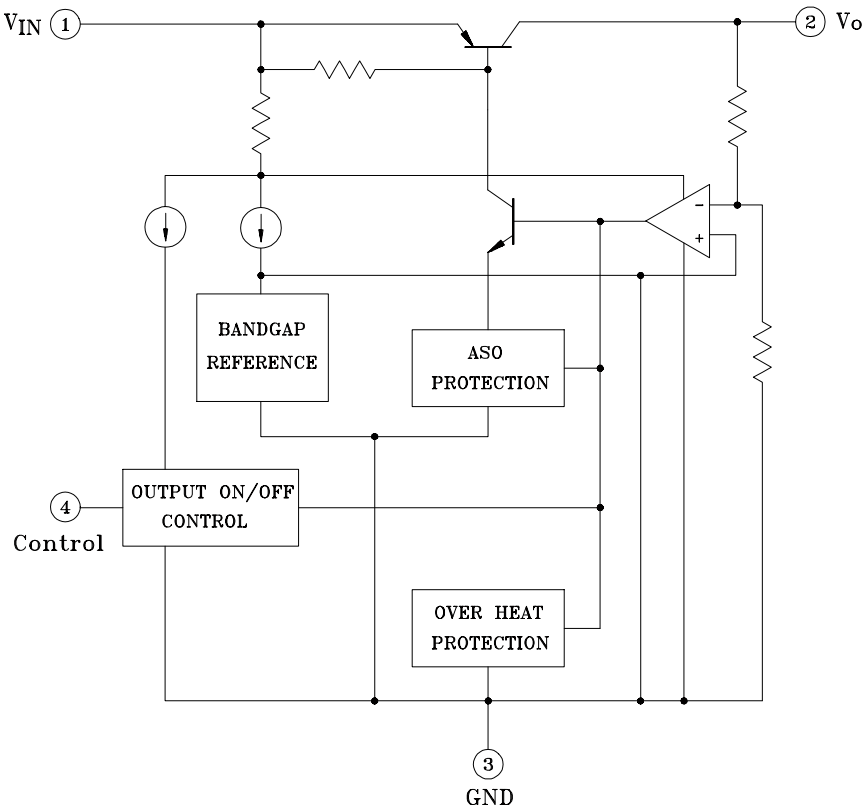 VIN 1
2 Vo
−
+
BANDGAP
REFERENCE
ASO
PROTECTION
4
OUTPUT ON/OFF
CONTROL
Control
OVER HEAT
PROTECTION
3
GND